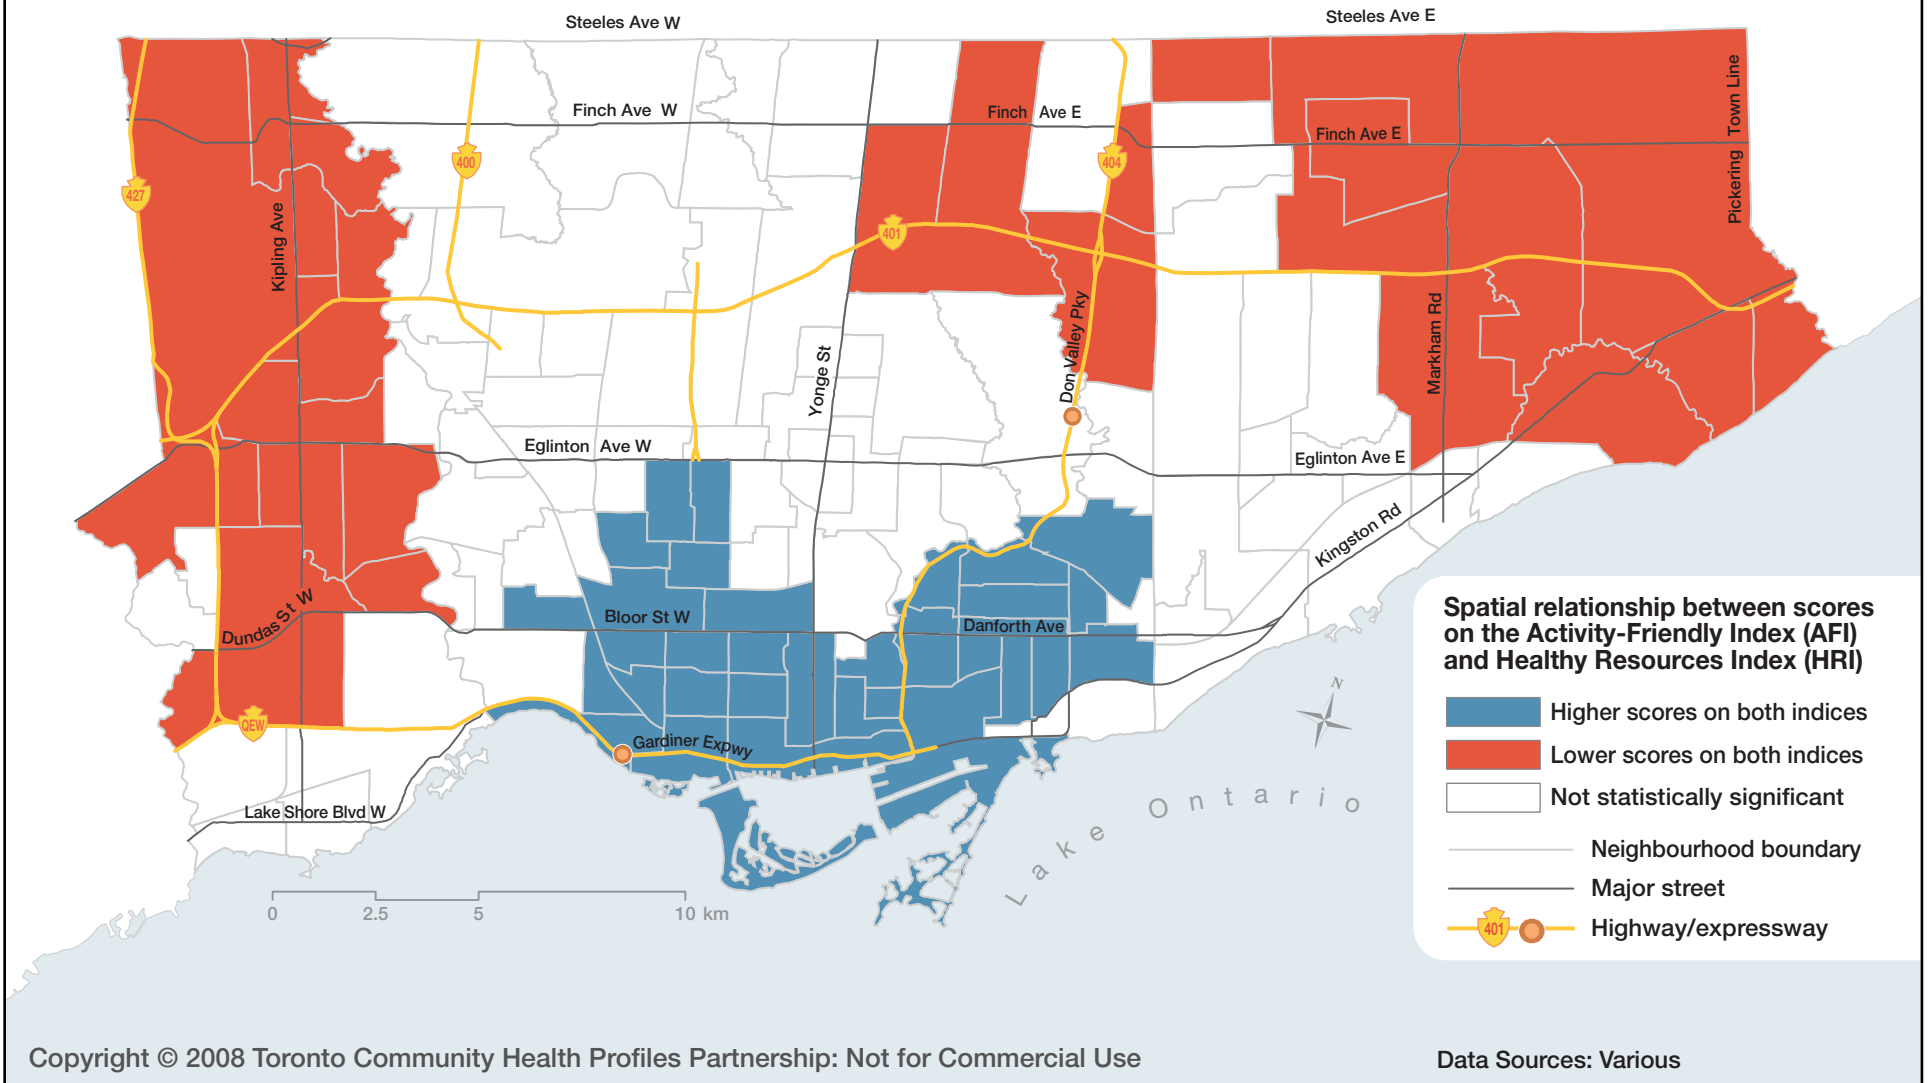 Steeles Ave W
Steeles Ave E
Finch Ave W
Finch Ave E
Finch Ave E
Pickering Town Line
400
404
427
Kipling Ave
401
Don Valley Pky
Markham Rd
Yonge St
Eglinton Ave W
Eglinton Ave E
Kingston Rd
Dundas St W
Bloor St W
Danforth Ave
QEW
Gardiner Expwy
Lake Shore Blvd W
Lake Ontario
N
0 2.5 5 10 km
Spatial relationship between scores
on the Activity-Friendly Index (AFI)
and Healthy Resources Index (HRI)
Higher scores on both indices
Lower scores on both indices
Not statistically significant
Neighbourhood boundary
Major street
401 Highway/expressway
Copyright © 2008 Toronto Community Health Profiles Partnership: Not for Commercial Use
Data Sources: Various